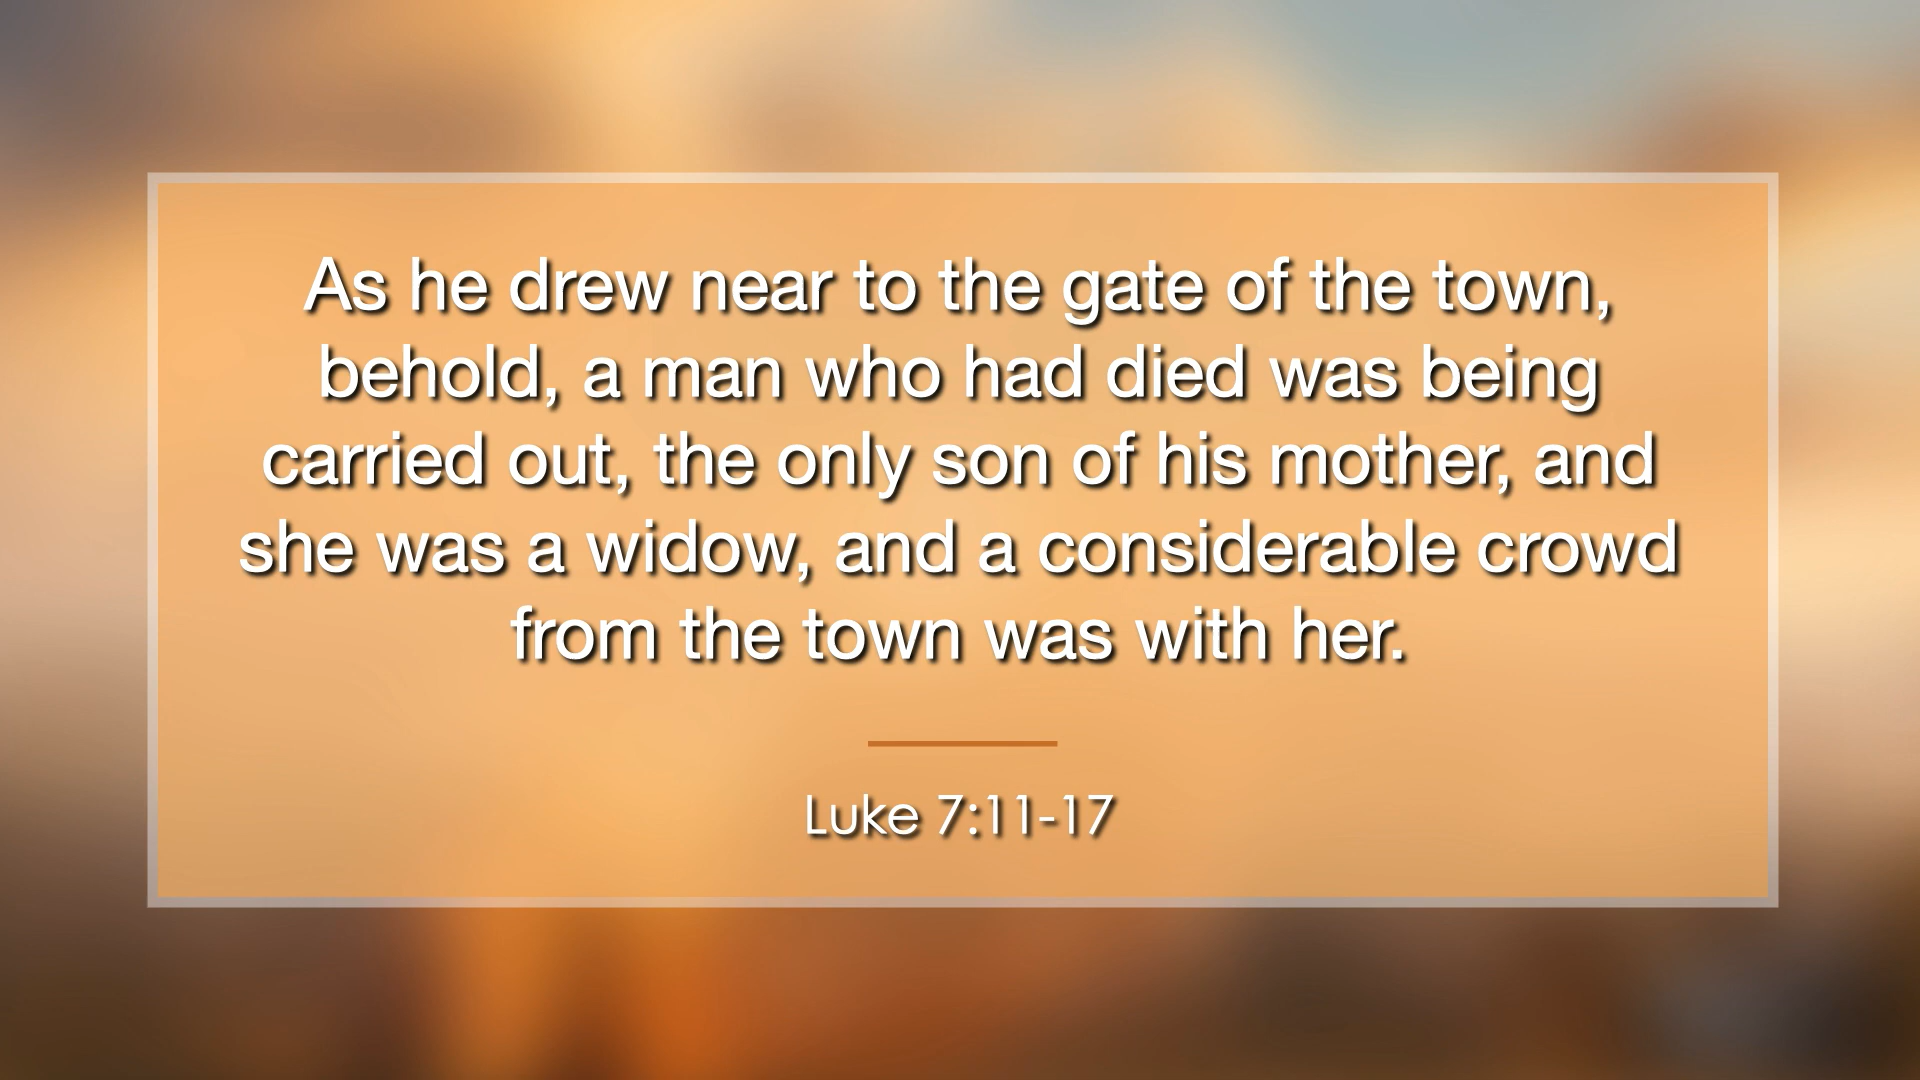 As he drew near to the gate of the town,
behold, a man who had died was being
carried out, the only son of his mother, and
she was a widow, and a considerable crowd
from the town was with her.
Luke 7:11-17